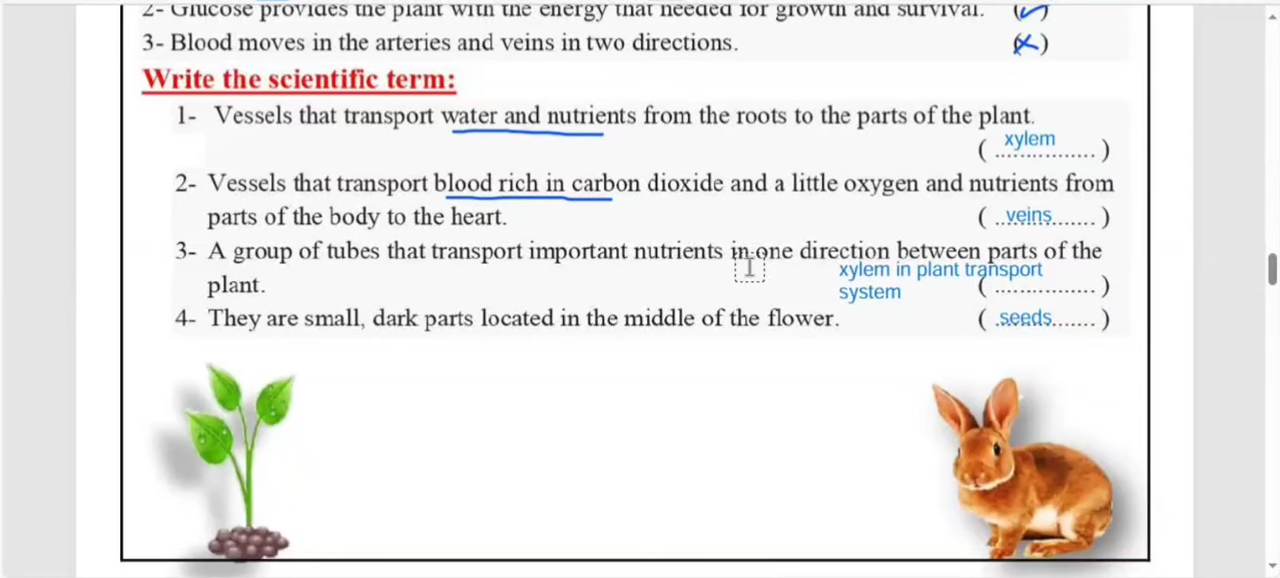 2- Glucose provides the plant with the energy that needed for growth and survival. (✓)
3- Blood moves in the arteries and veins in two directions. (x)
Write the scientific term:
1- Vessels that transport water and nutrients from the roots to the parts of the plant.
( xylem................ )
2- Vessels that transport blood rich in carbon dioxide and a little oxygen and nutrients from
parts of the body to the heart. ( ..veins....... )
3- A group of tubes that transport important nutrients in one direction between parts of the
xylem in plant transport
plant. system ( ................ )
4- They are small, dark parts located in the middle of the flower. ( .seeds....... )